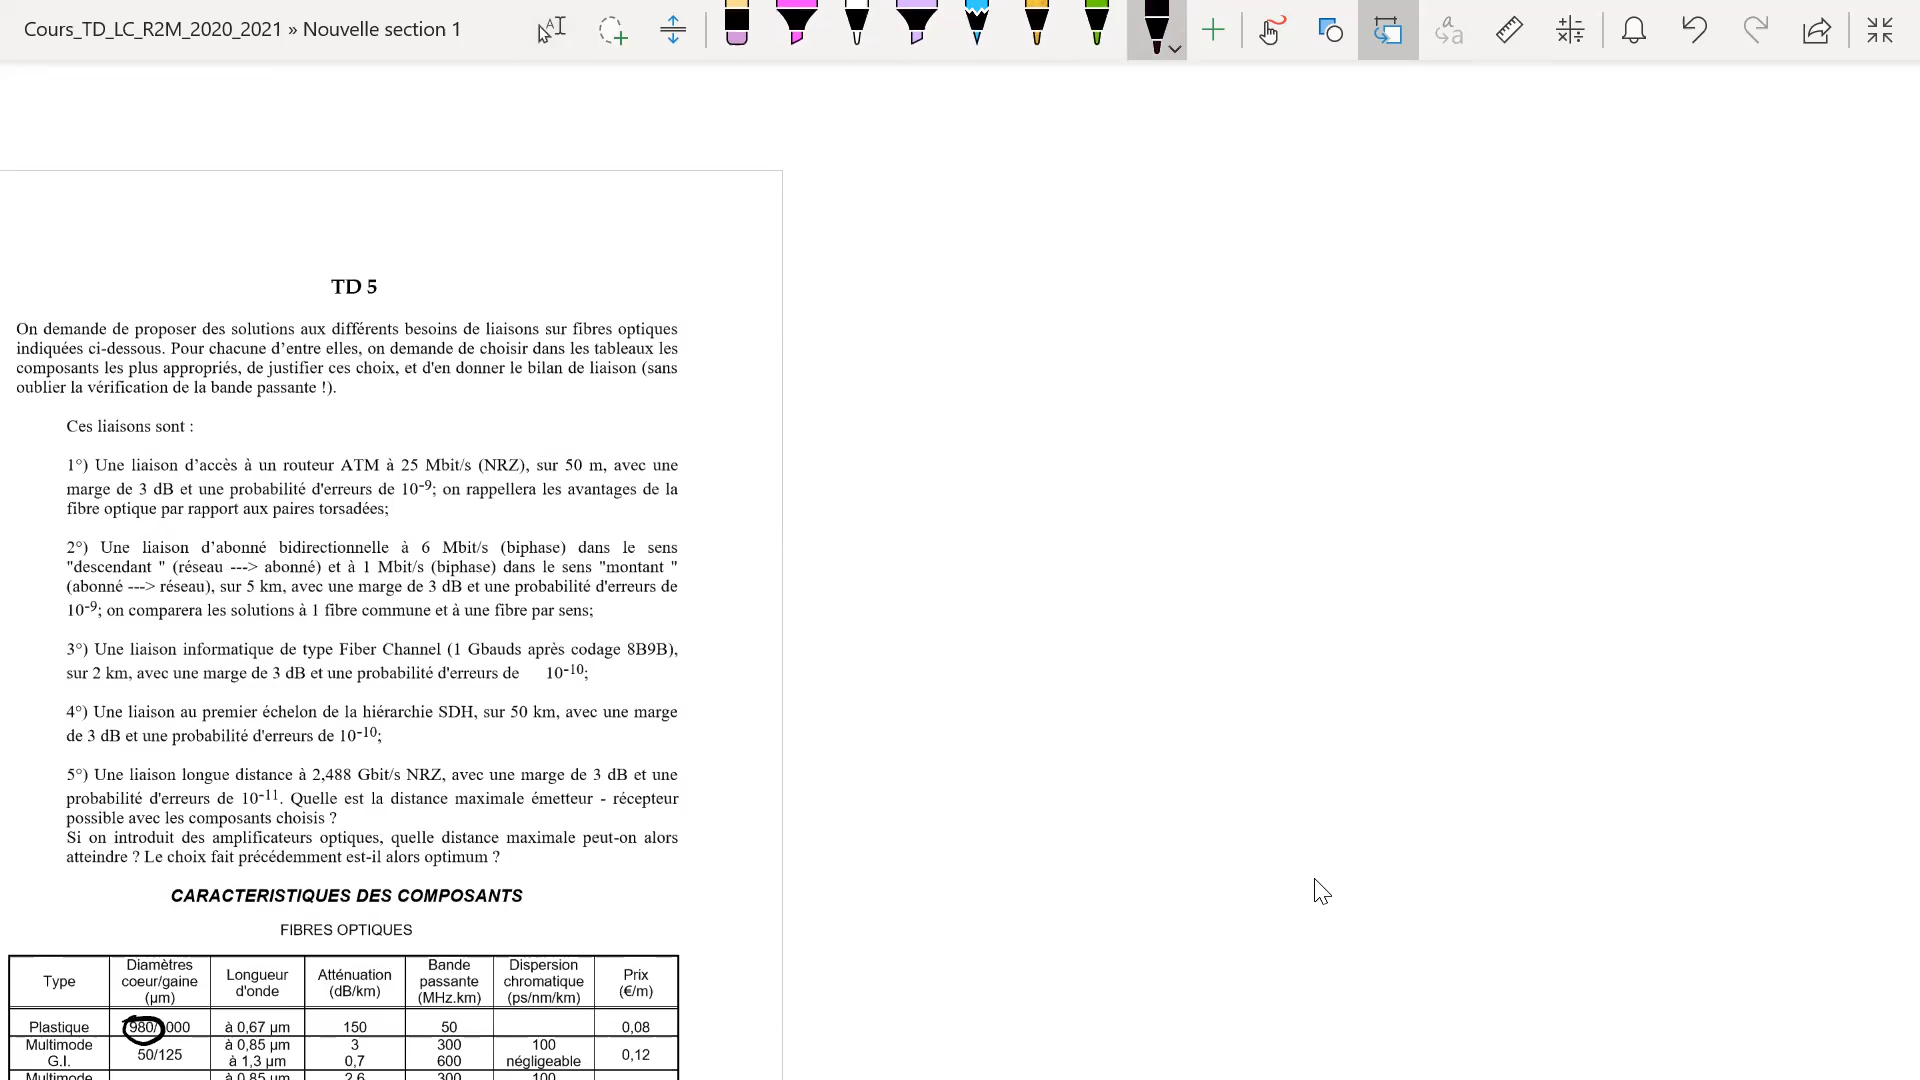 Cours_TD_LC_R2M_2020_2021 » Nouvelle section 1
TD 5
On demande de proposer des solutions aux différents besoins de liaisons sur fibres optiques
indiquées ci-dessous. Pour chacune d’entre elles, on demande de choisir dans les tableaux les
composants les plus appropriés, de justifier ces choix, et d'en donner le bilan de liaison (sans
oublier la vérification de la bande passante !).
Ces liaisons sont :
1°) Une liaison d’accès à un routeur ATM à 25 Mbit/s (NRZ), sur 50 m, avec une
marge de 3 dB et une probabilité d'erreurs de 10-9; on rappellera les avantages de la
fibre optique par rapport aux paires torsadées;
2°) Une liaison d’abonné bidirectionnelle à 6 Mbit/s (biphase) dans le sens
"descendant " (réseau ---> abonné) et à 1 Mbit/s (biphase) dans le sens "montant "
(abonné ---> réseau), sur 5 km, avec une marge de 3 dB et une probabilité d'erreurs de
10-9; on comparera les solutions à 1 fibre commune et à une fibre par sens;
3°) Une liaison informatique de type Fiber Channel (1 Gbauds après codage 8B9B),
sur 2 km, avec une marge de 3 dB et une probabilité d'erreurs de 10-10;
4°) Une liaison au premier échelon de la hiérarchie SDH, sur 50 km, avec une marge
de 3 dB et une probabilité d'erreurs de 10-10;
5°) Une liaison longue distance à 2,488 Gbit/s NRZ, avec une marge de 3 dB et une
probabilité d'erreurs de 10-11. Quelle est la distance maximale émetteur - récepteur
possible avec les composants choisis ?
Si on introduit des amplificateurs optiques, quelle distance maximale peut-on alors
atteindre ? Le choix fait précédemment est-il alors optimum ?
CARACTERISTIQUES DES COMPOSANTS
FIBRES OPTIQUES
Type Diamètres coeur/gaine (µm) Longueur d'onde Atténuation (dB/km) Bande passante (MHz.km) Dispersion chromatique (ps/nm/km) Prix (€/m)
Plastique 980/1000 à 0,67 µm 150 50 0,08
Multimode G.I. 50/125 à 0,85 µm 3 300 100 0,12
à 1,3 µm 0,7 600 négligeable
Multimode à 0,85 µm 2,6 300 100